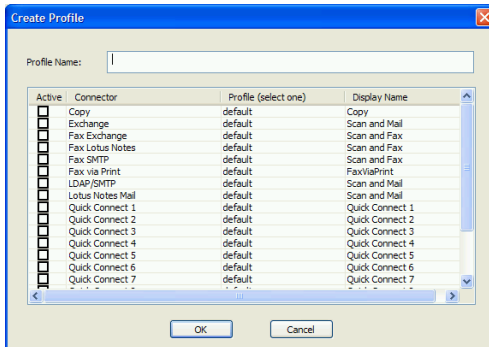 Create Profile
Profile Name:
Active Connector Profile (select one) Display Name
Copy default Copy
Exchange default Scan and Mail
Fax Exchange default Scan and Fax
Fax Lotus Notes default Scan and Fax
Fax SMTP default Scan and Fax
Fax via Print default FaxViaPrint
LDAP/SMTP default Scan and Mail
Lotus Notes Mail default Scan and Mail
Quick Connect 1 default Quick Connect 1
Quick Connect 2 default Quick Connect 2
Quick Connect 3 default Quick Connect 3
Quick Connect 4 default Quick Connect 4
Quick Connect 5 default Quick Connect 5
Quick Connect 6 default Quick Connect 6
Quick Connect 7 default Quick Connect 7
OK Cancel